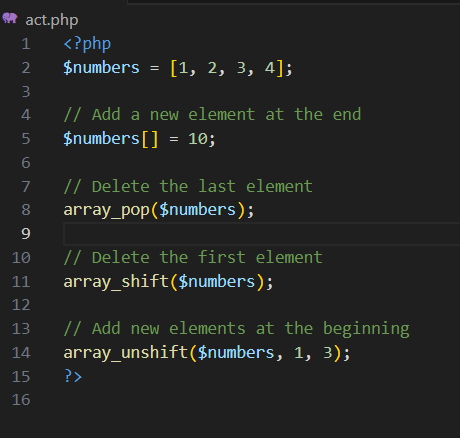 act.php
1 <?php
2 $numbers = [1, 2, 3, 4];
3
4 // Add a new element at the end
5 $numbers[] = 10;
6
7 // Delete the last element
8 array_pop($numbers);
9
10 // Delete the first element
11 array_shift($numbers);
12
13 // Add new elements at the beginning
14 array_unshift($numbers, 1, 3);
15 ?>
16